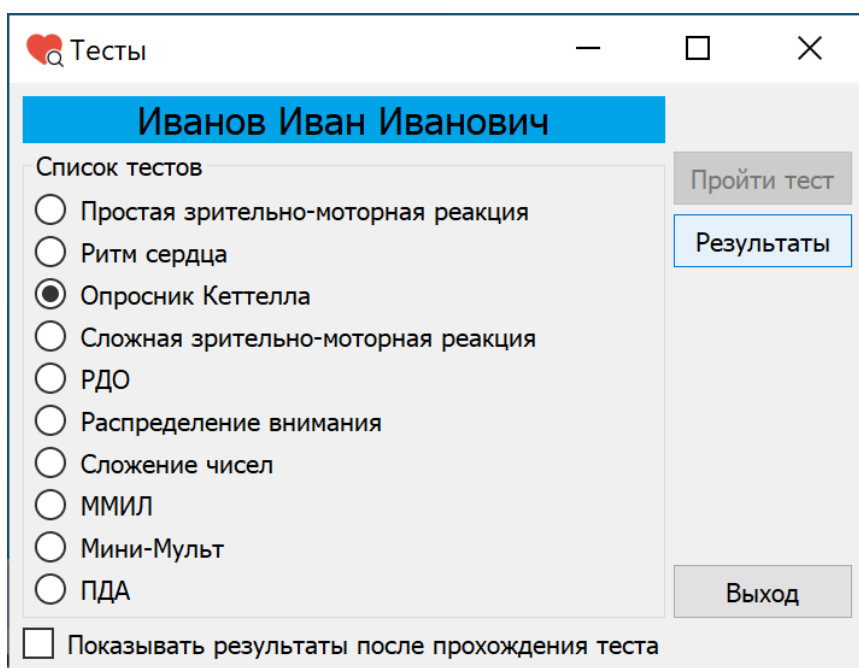 Тесты
Иванов Иван Иванович
Список тестов
Простая зрительно-моторная реакция
Ритм сердца
Опросник Кеттелла
Сложная зрительно-моторная реакция
РДО
Распределение внимания
Сложение чисел
ММИЛ
Мини-Мульт
ПДА
Пройти тест
Результаты
Выход
Показывать результаты после прохождения теста